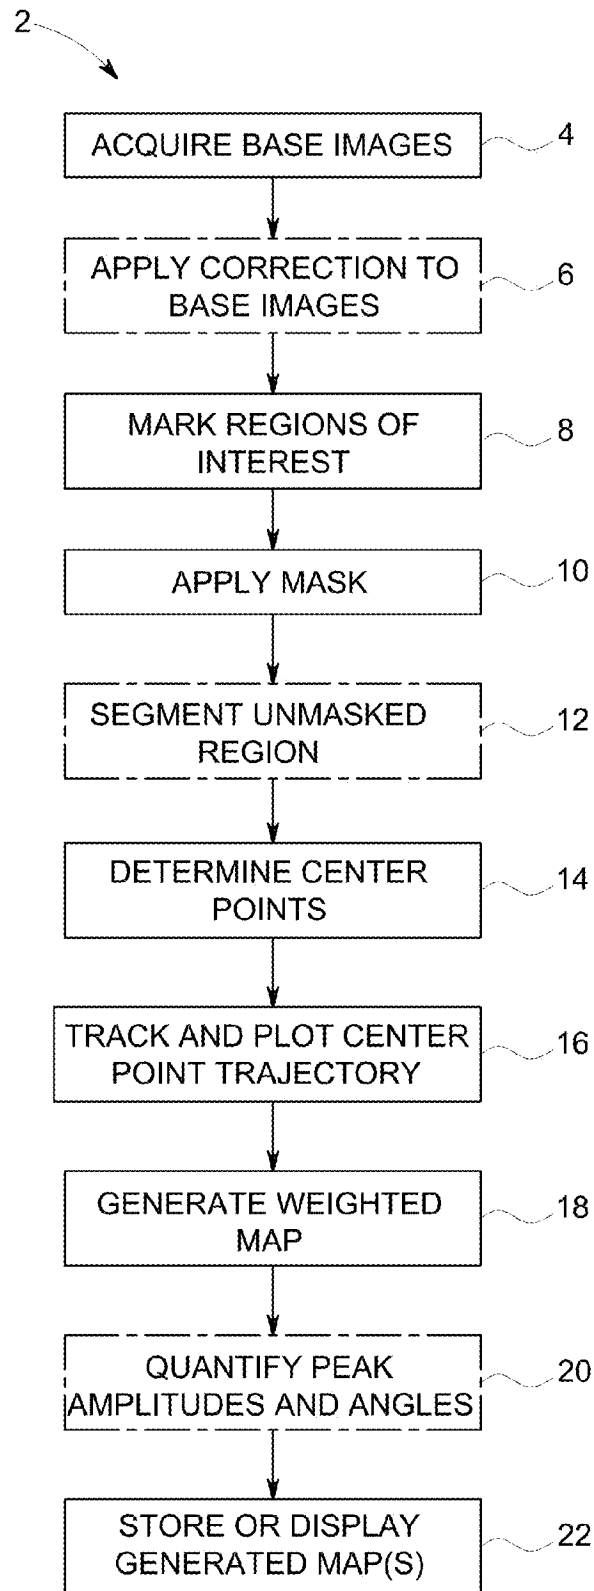 2
ACQUIRE BASE IMAGES
4
APPLY CORRECTION TO
BASE IMAGES
6
MARK REGIONS OF
INTEREST
8
APPLY MASK
10
SEGMENT UNMASKED
REGION
12
DETERMINE CENTER
POINTS
14
TRACK AND PLOT CENTER
POINT TRAJECTORY
16
GENERATE WEIGHTED
MAP
18
QUANTIFY PEAK
AMPLITUDES AND ANGLES
20
STORE OR DISPLAY
GENERATED MAP(S)
22